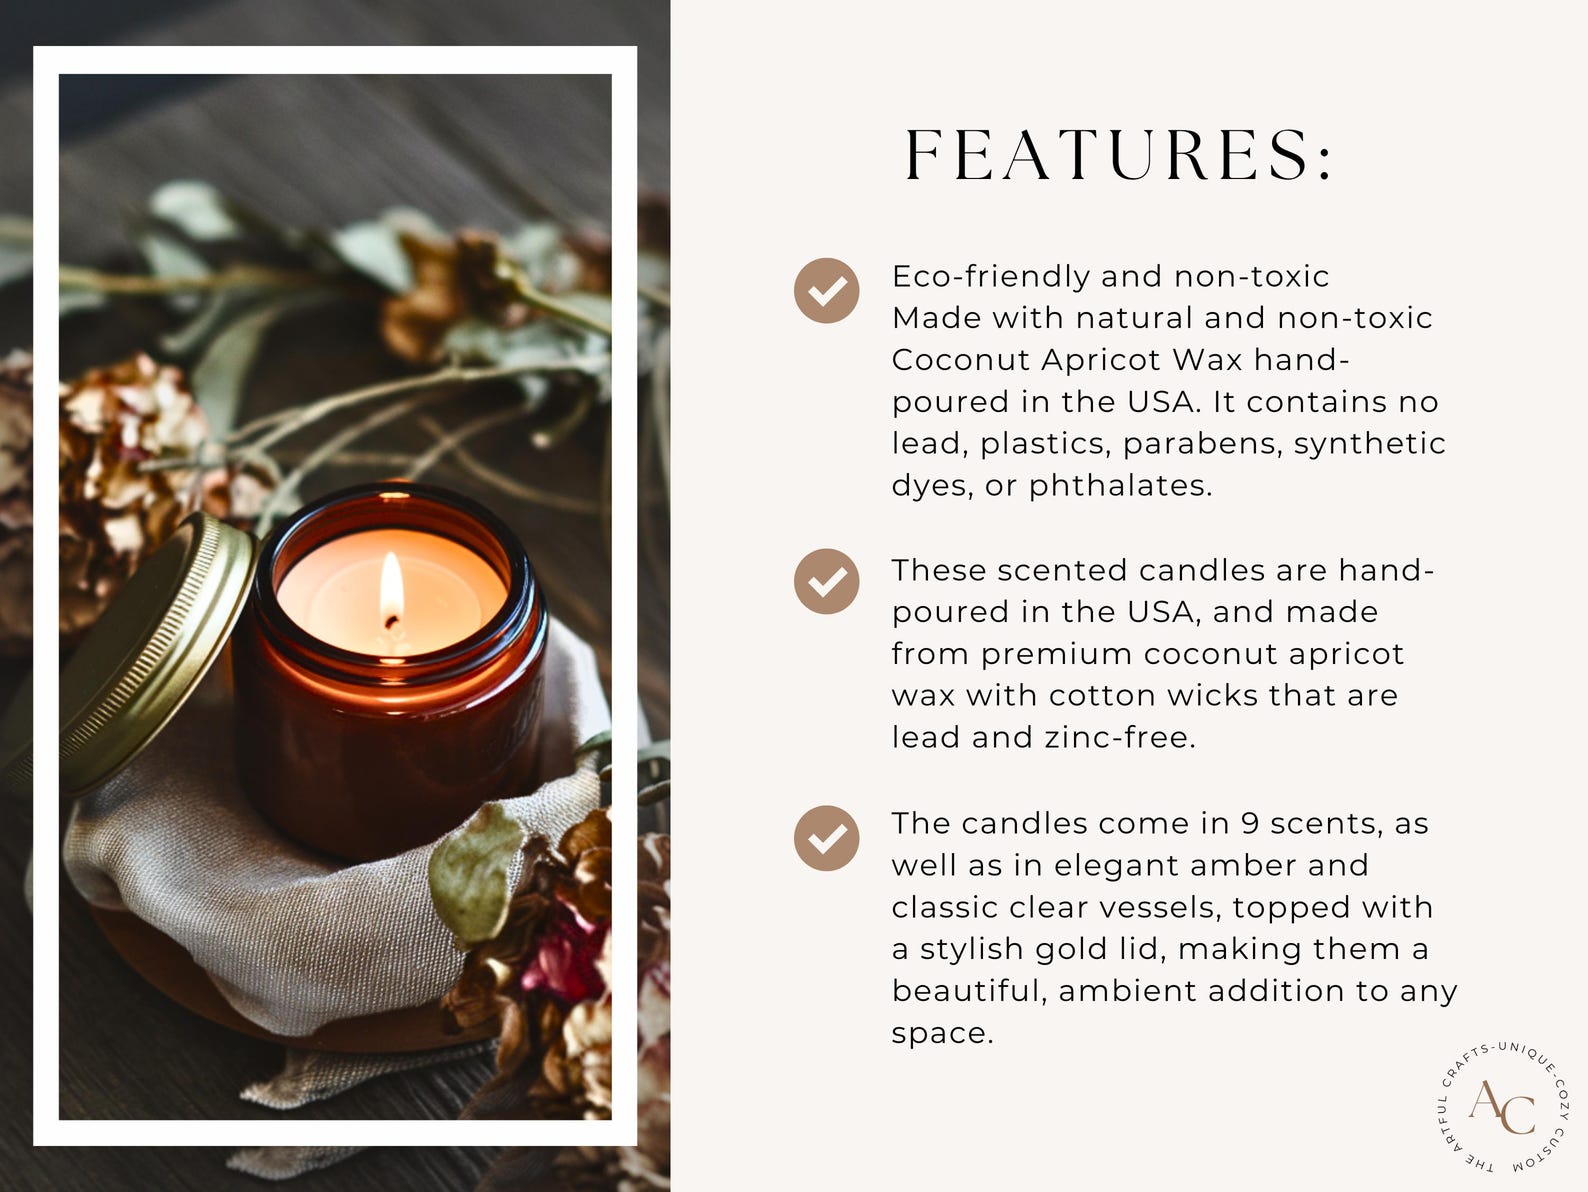 FEATURES:
Eco-friendly and non-toxic
Made with natural and non-toxic
Coconut Apricot Wax hand-
poured in the USA. It contains no
lead, plastics, parabens, synthetic
dyes, or phthalates.
These scented candles are hand-
poured in the USA, and made
from premium coconut apricot
wax with cotton wicks that are
lead and zinc-free.
The candles come in 9 scents, as
well as in elegant amber and
classic clear vessels, topped with
a stylish gold lid, making them a
beautiful, ambient addition to any
space.
THE ARTFUL CRAFTS-UNIQUE-COZY CUSTOM
AC